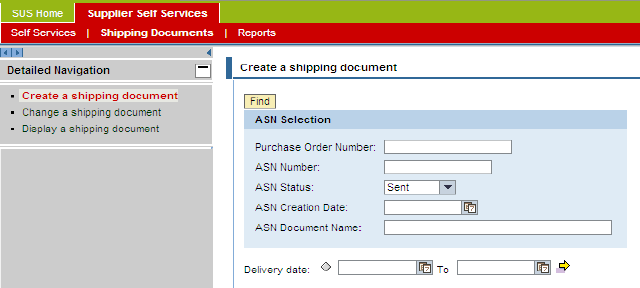 SUS Home Supplier Self Services
Self Services | Shipping Documents | Reports
Detailed Navigation
Create a shipping document
Change a shipping document
Display a shipping document
Create a shipping document
Find
ASN Selection
Purchase Order Number:
ASN Number:
ASN Status: Sent
ASN Creation Date:
ASN Document Name:
Delivery date: To